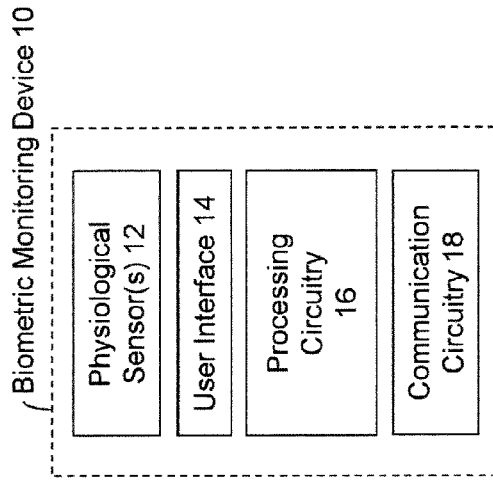 Biometric Monitoring Device 10
Physiological
Sensor(s) 12
User Interface 14
Processing
Circuitry
16
Communication
Circuitry 18